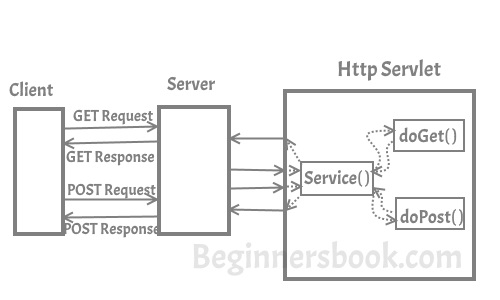 Http Servlet
Client
Server
GET Request
GET Response
POST Request
POST Response
doGet()
Service()
doPost()
Beginnersbook.com